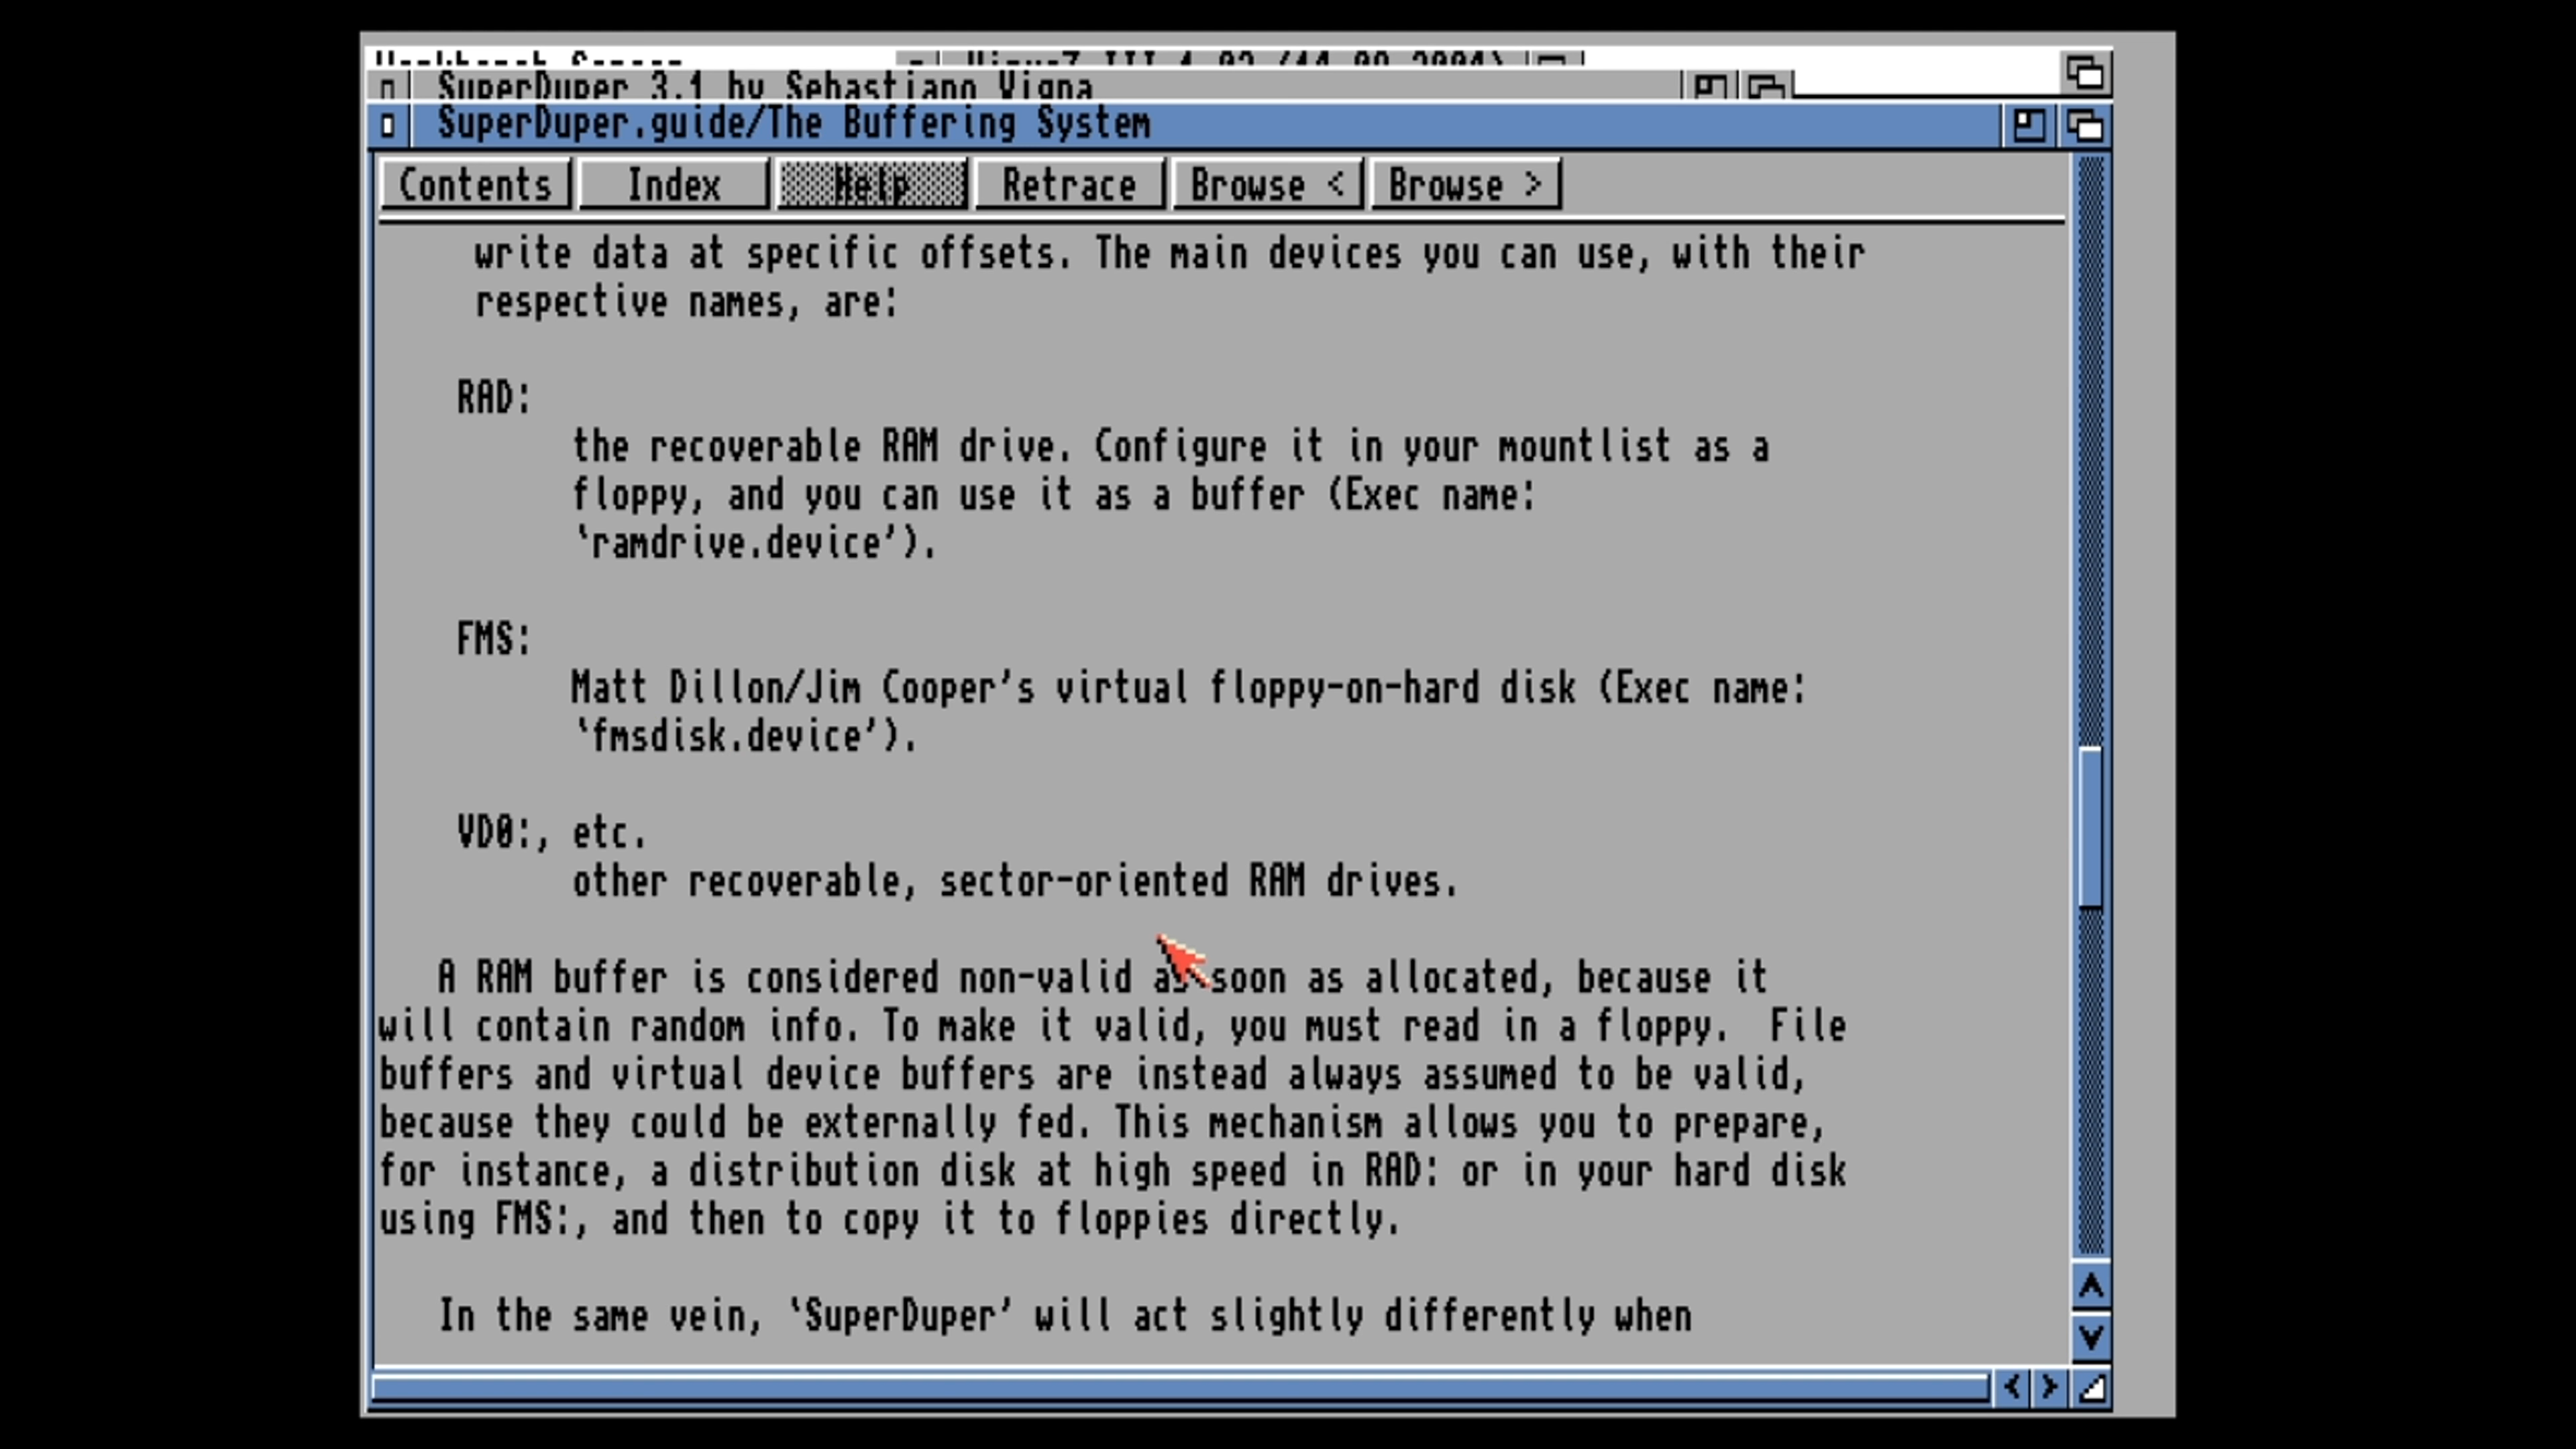 SuperDuper 3.1 by Sebastiano Vigna
SuperDuper.guide/The Buffering System
Contents Index Help Retrace Browse < Browse >
write data at specific offsets. The main devices you can use, with their
respective names, are:
RAD:
the recoverable RAM drive. Configure it in your mountlist as a
floppy, and you can use it as a buffer (Exec name:
`ramdrive.device').
FMS:
Matt Dillon/Jim Cooper's virtual floppy-on-hard disk (Exec name:
`fmsdisk.device').
VD0:, etc.
other recoverable, sector-oriented RAM drives.
A RAM buffer is considered non-valid as soon as allocated, because it
will contain random info. To make it valid, you must read in a floppy.  File
buffers and virtual device buffers are instead always assumed to be valid,
because they could be externally fed. This mechanism allows you to prepare,
for instance, a distribution disk at high speed in RAD: or in your hard disk
using FMS:, and then to copy it to floppies directly.
In the same vein, `SuperDuper' will act slightly differently when